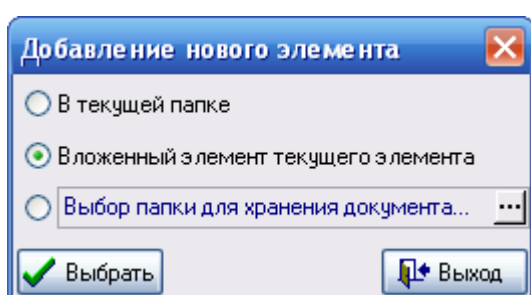 Добавление нового элемента
В текущей папке
Вложенный элемент текущего элемента
Выбор папки для хранения документа... ...
Выбрать Выход